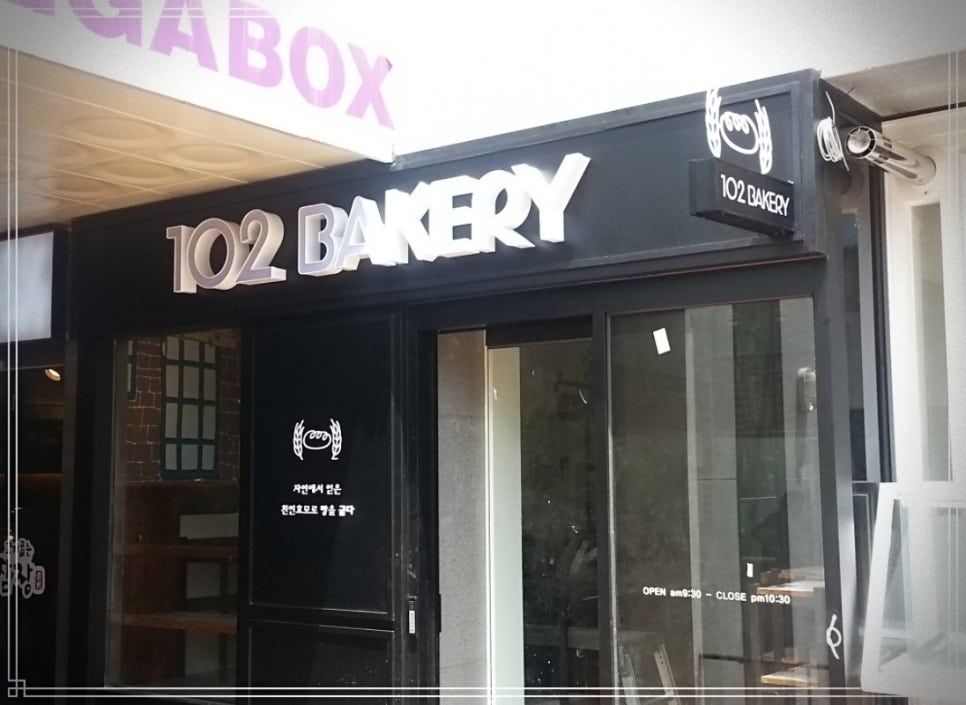 GABOX
102 BAKERY
102 BAKERY
자연에서 얻은
천연효모로 빵을 굽다
OPEN am9:30 - CLOSE pm10:30